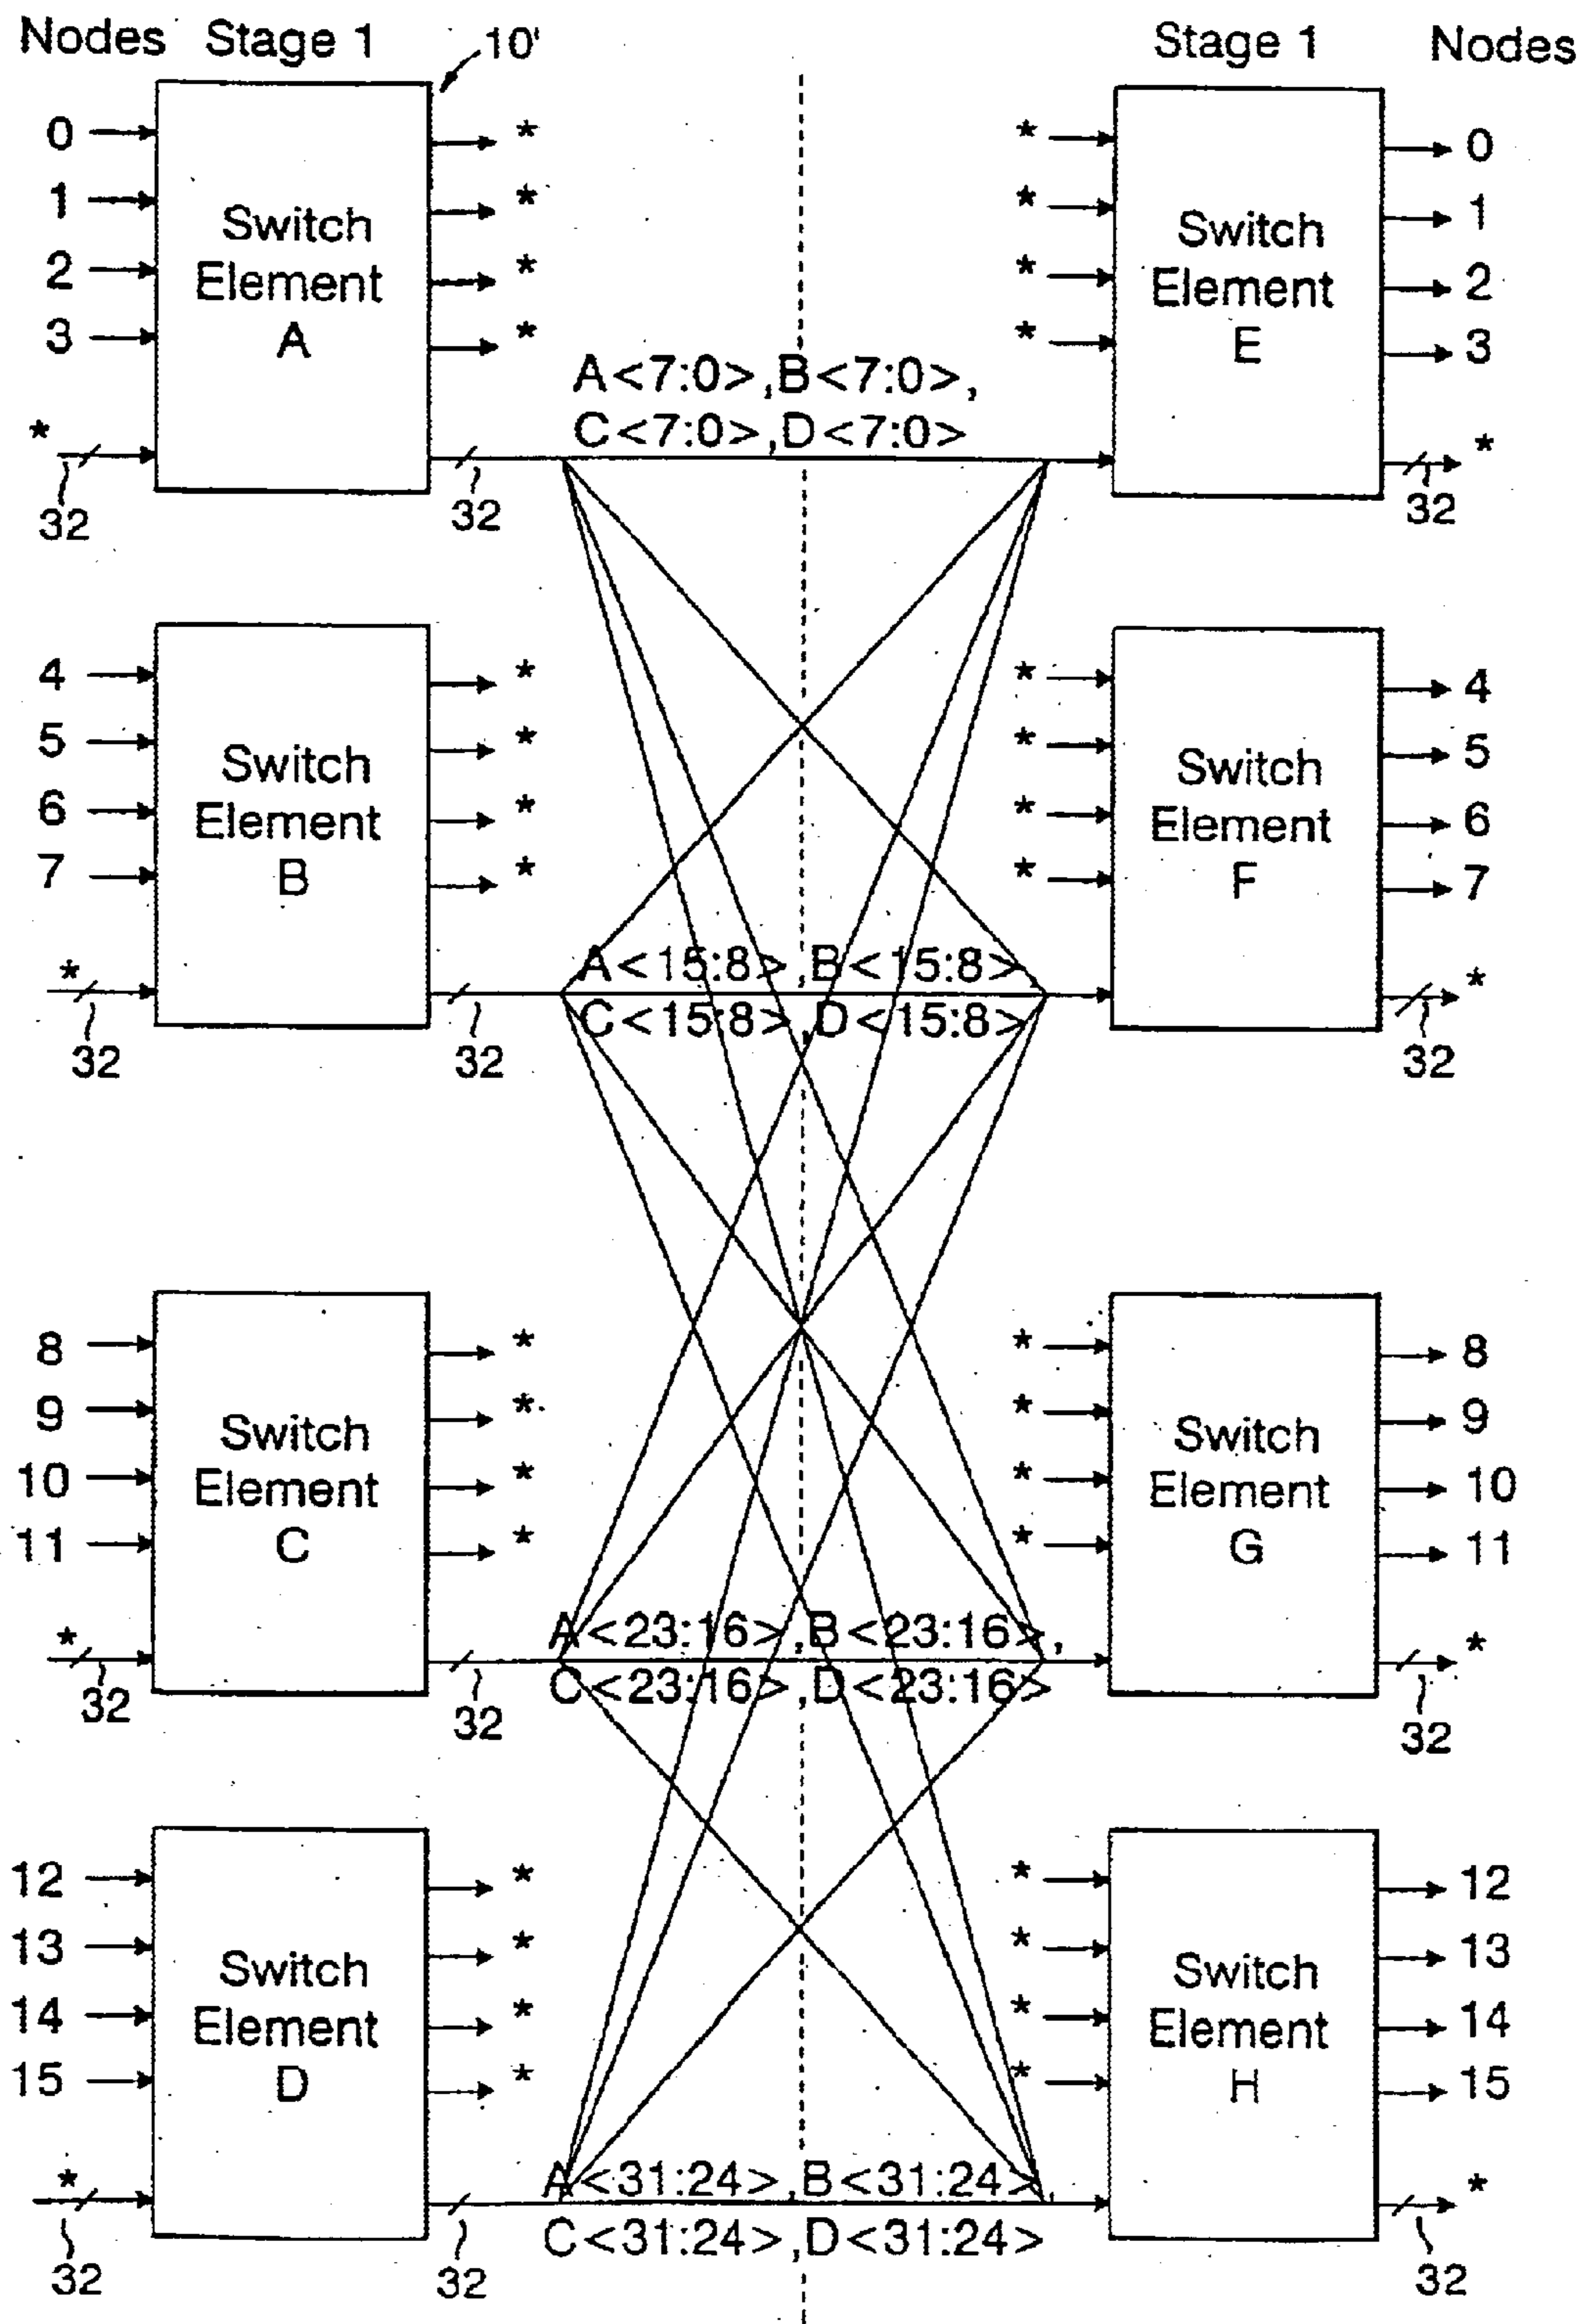 Nodes Stage 1 10' Stage 1 Nodes
0 * * 0
1 * * 1
2 * * 2
3 * * 3
Switch Element A
Switch Element E
A<7:0>,B<7:0>,
C<7:0>,D<7:0>
* *
32 32 32
4 * * 4
5 * * 5
6 * * 6
7 * * 7
Switch Element B
Switch Element F
A<15:8>,B<15:8>,
C<15:8>,D<15:8>
* *
32 32 32
8 * * 8
9 * * 9
10 * * 10
11 * * 11
Switch Element C
Switch Element G
A<23:16>,B<23:16>,
C<23:16>,D<23:16>
* *
32 32 32
12 * * 12
13 * * 13
14 * * 14
15 * * 15
Switch Element D
Switch Element H
A<31:24>,B<31:24>,
C<31:24>,D<31:24>
* *
32 32 32